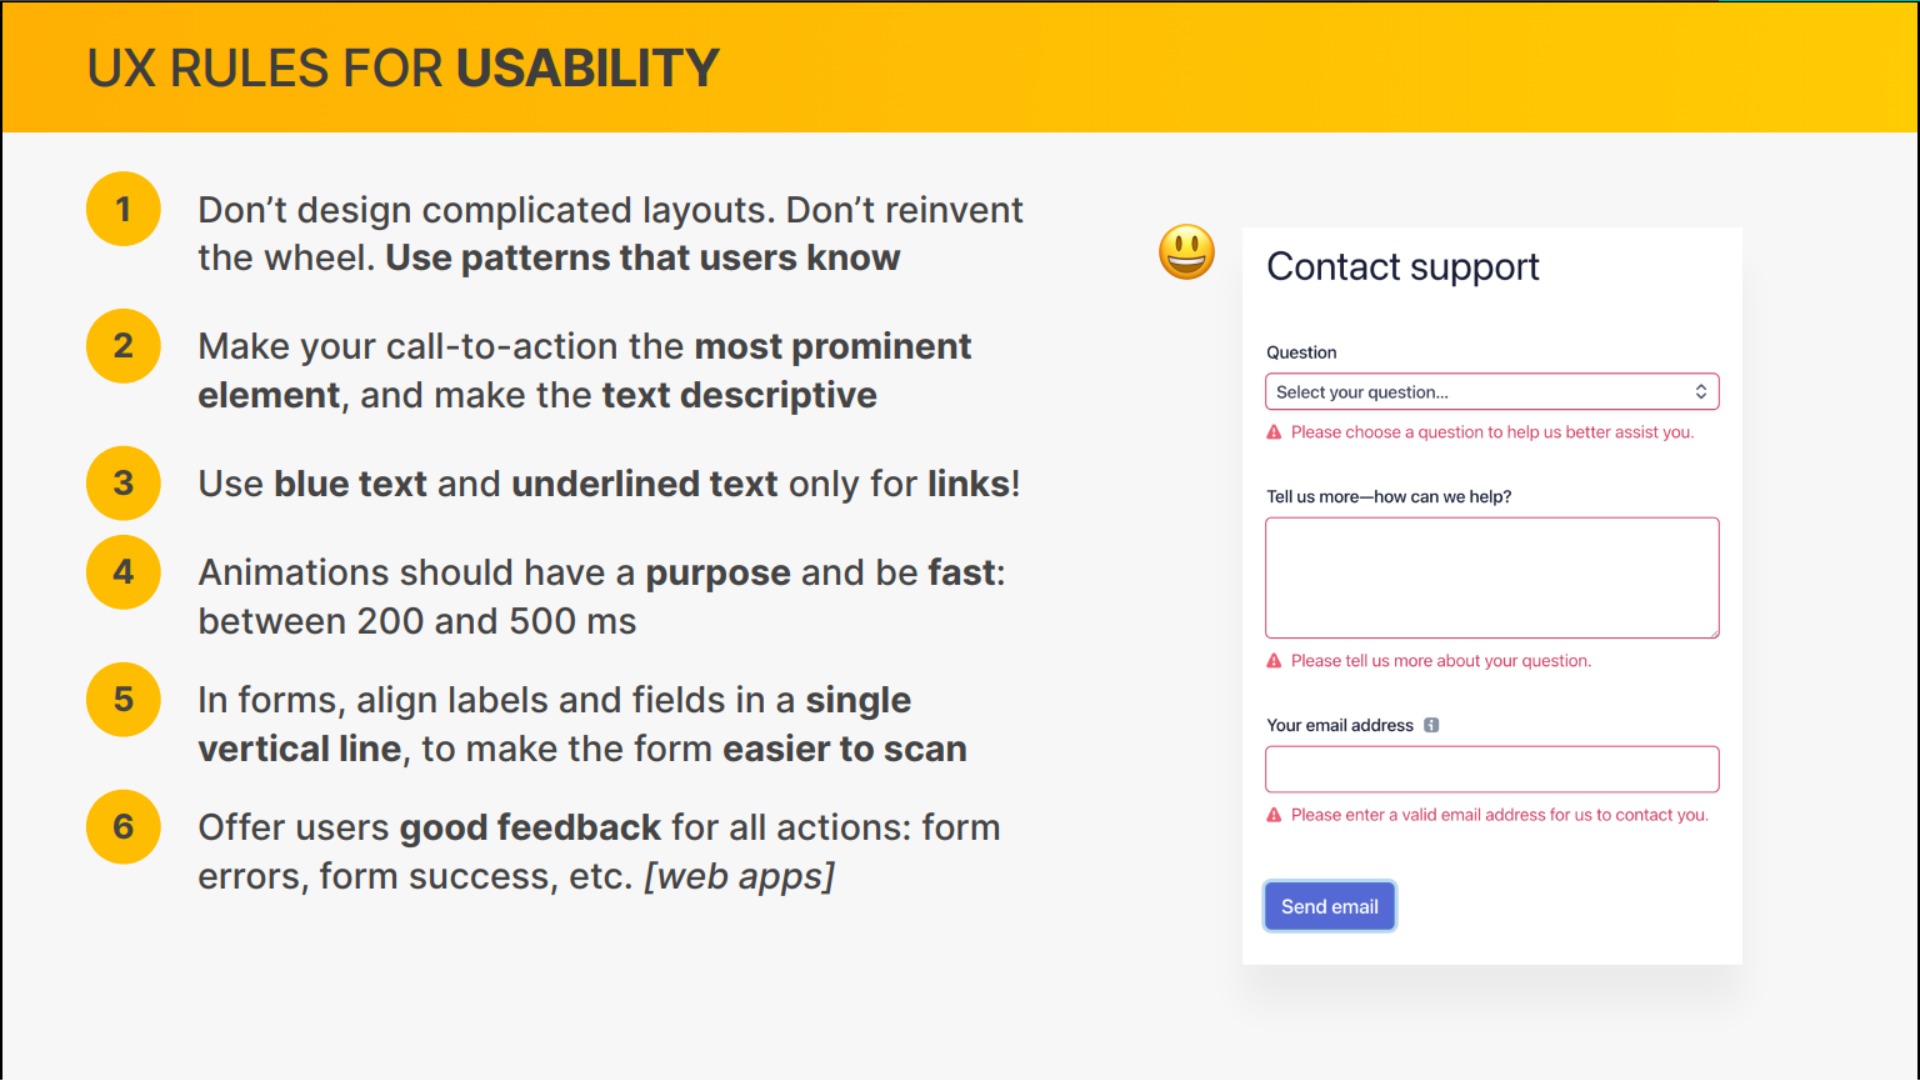 UX RULES FOR USABILITY
1
Don’t design complicated layouts. Don’t reinvent
the wheel. Use patterns that users know
2
Make your call-to-action the most prominent
element, and make the text descriptive
3
Use blue text and underlined text only for links!
4
Animations should have a purpose and be fast:
between 200 and 500 ms
5
In forms, align labels and fields in a single
vertical line, to make the form easier to scan
6
Offer users good feedback for all actions: form
errors, form success, etc. [web apps]
Contact support
Question
Select your question...
Please choose a question to help us better assist you.
Tell us more—how can we help?
Please tell us more about your question.
Your email address
Please enter a valid email address for us to contact you.
Send email